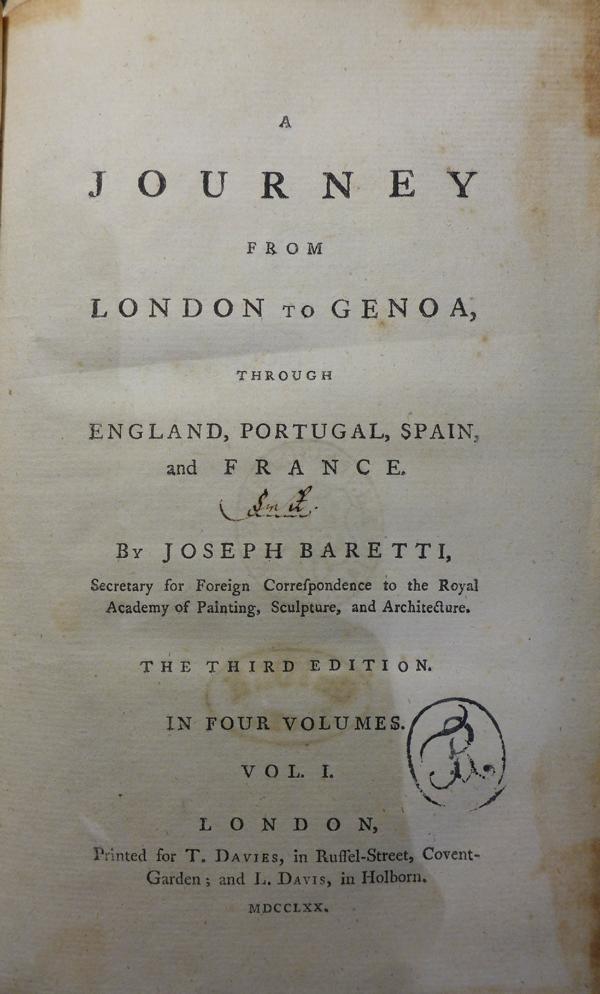 A
JOURNEY
FROM
LONDON TO GENOA,
THROUGH
ENGLAND, PORTUGAL, SPAIN,
and FRANCE.
By JOSEPH BARETTI,
Secretary for Foreign Correſpondence to the Royal
Academy of Painting, Sculpture, and Architecture.
THE THIRD EDITION.
IN FOUR VOLUMES.
VOL. I.
LONDON,
Printed for T. DAVIES, in Ruſſel-Street, Covent-
Garden; and L. DAVIS, in Holborn.
MDCCLXX.